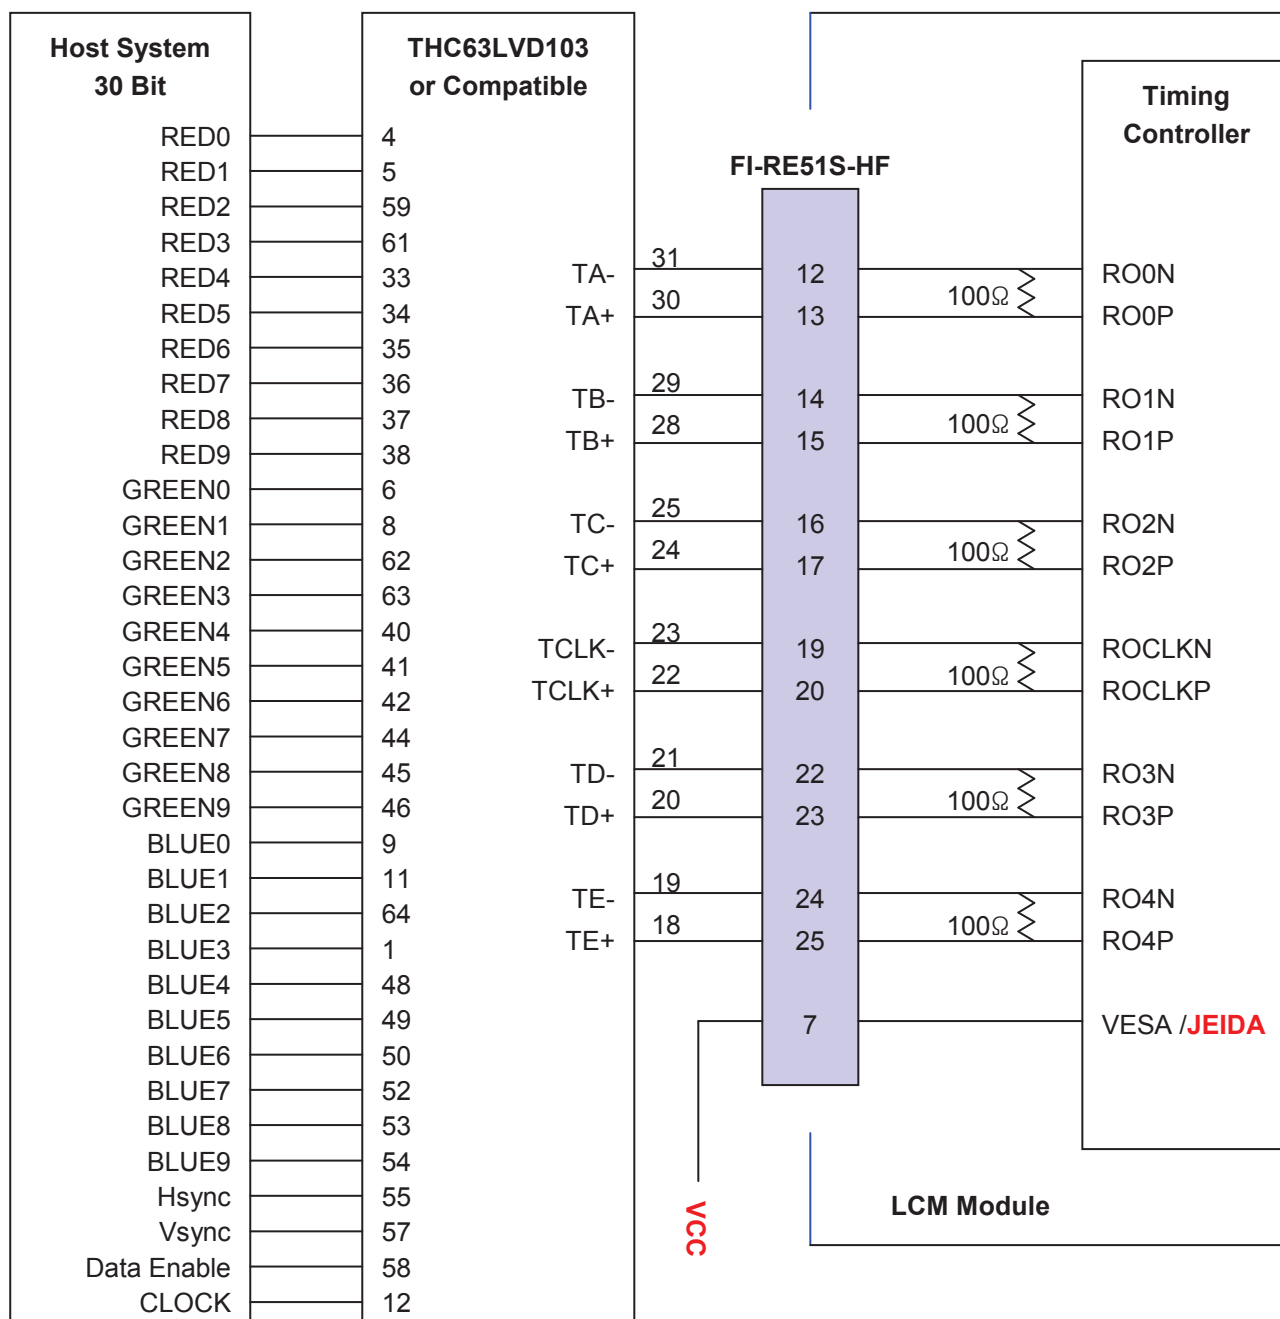 Host System
30 Bit
RED0
RED1
RED2
RED3
RED4
RED5
RED6
RED7
RED8
RED9
GREEN0
GREEN1
GREEN2
GREEN3
GREEN4
GREEN5
GREEN6
GREEN7
GREEN8
GREEN9
BLUE0
BLUE1
BLUE2
BLUE3
BLUE4
BLUE5
BLUE6
BLUE7
BLUE8
BLUE9
Hsync
Vsync
Data Enable
CLOCK
THC63LVD103
or Compatible
4
5
59
61
33
34
35
36
37
38
6
8
62
63
40
41
42
44
45
46
9
11
64
1
48
49
50
52
53
54
55
57
58
12
TA-
TA+
TB-
TB+
TC-
TC+
TCLK-
TCLK+
TD-
TD+
TE-
TE+
31
30
29
28
25
24
23
22
21
20
19
18
VCC
FI-RE51S-HF
12
13
14
15
16
17
19
20
22
23
24
25
7
100Ω
100Ω
100Ω
100Ω
100Ω
100Ω
Timing
Controller
RO0N
RO0P
RO1N
RO1P
RO2N
RO2P
ROCLKN
ROCLKP
RO3N
RO3P
RO4N
RO4P
VESA /JEIDA
LCM Module